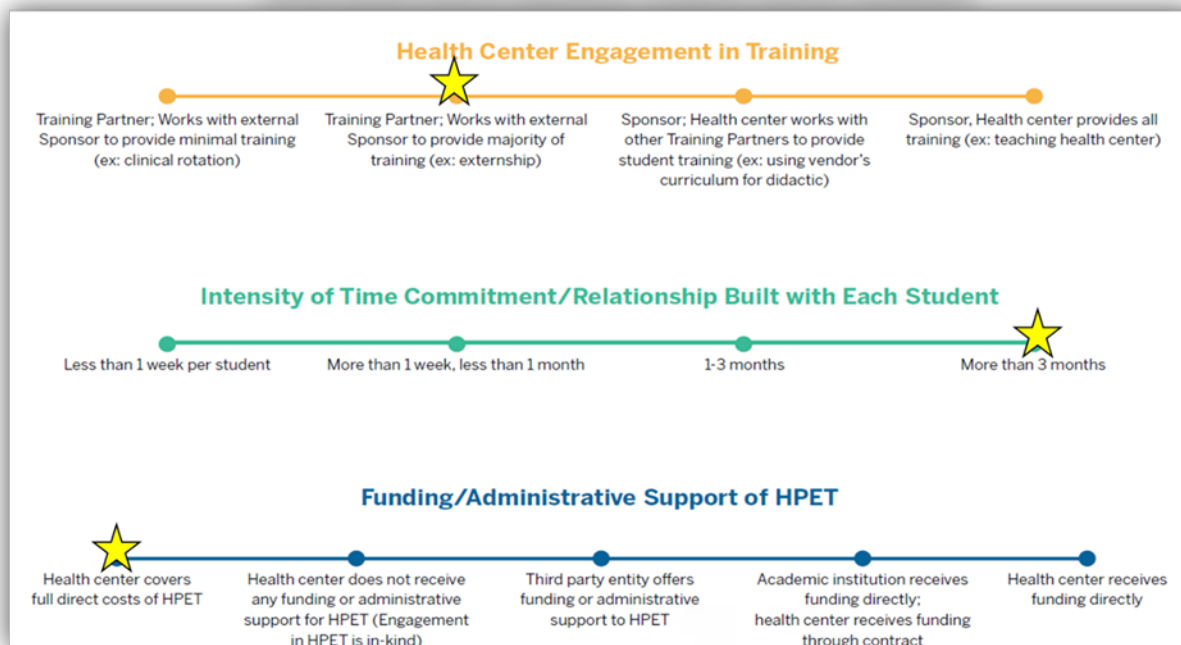 Health Center Engagement in Training
Training Partner; Works with external
Sponsor to provide minimal training
(ex: clinical rotation)
Training Partner; Works with external
Sponsor to provide majority of
training (ex: externship)
Sponsor; Health center works with
other Training Partners to provide
student training (ex: using vendor's
curriculum for didactic)
Sponsor, Health center provides all
training (ex: teaching health center)
Intensity of Time Commitment/Relationship Built with Each Student
Less than 1 week per student
More than 1 week, less than 1 month
1-3 months
More than 3 months
Funding/Administrative Support of HPET
Health center covers
full direct costs of HPET
Health center does not receive
any funding or administrative
support for HPET (Engagement
in HPET is in-kind)
Third party entity offers
funding or administrative
support to HPET
Academic institution receives
funding directly;
health center receives funding
through contract
Health center receives
funding directly